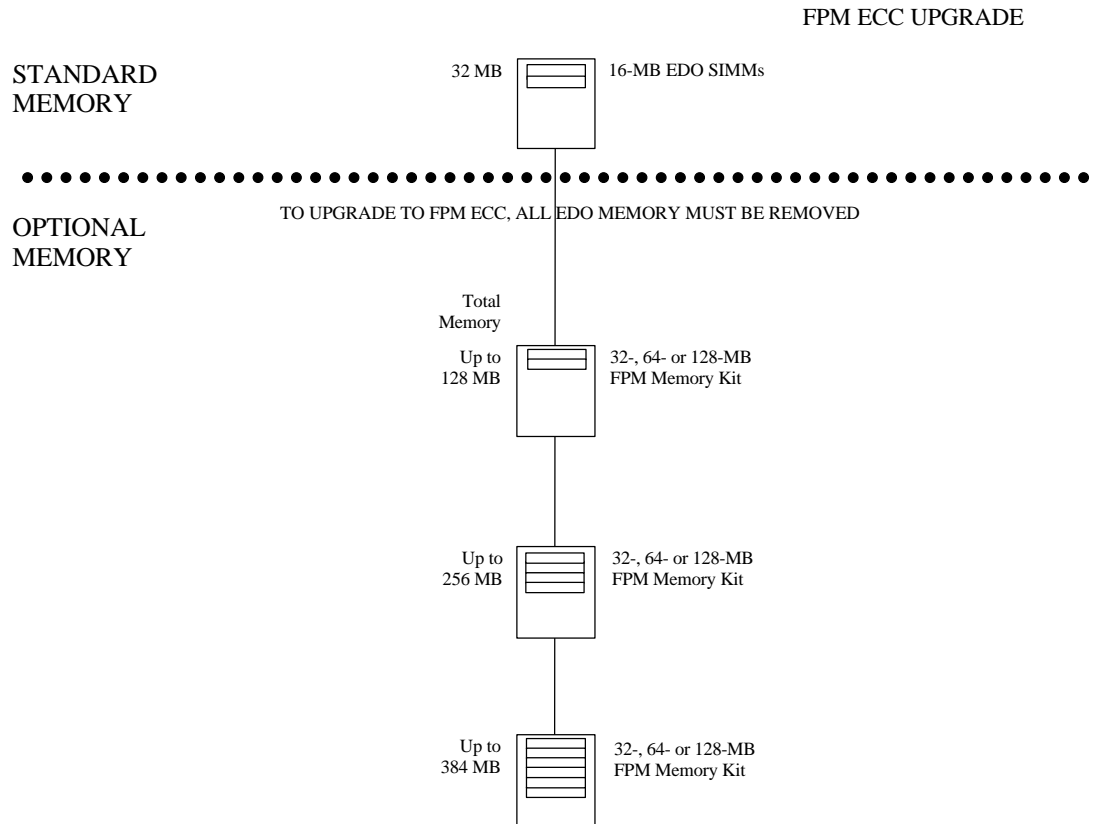 FPM ECC UPGRADE
STANDARD
MEMORY
32 MB
16-MB EDO SIMMs
TO UPGRADE TO FPM ECC, ALL EDO MEMORY MUST BE REMOVED
OPTIONAL
MEMORY
Total
Memory
Up to
128 MB
32-, 64- or 128-MB
FPM Memory Kit
Up to
256 MB
32-, 64- or 128-MB
FPM Memory Kit
Up to
384 MB
32-, 64- or 128-MB
FPM Memory Kit